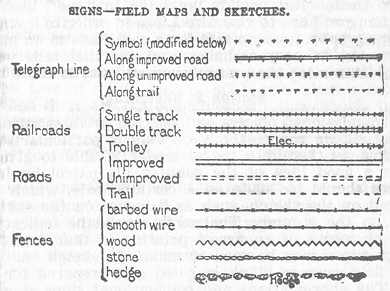 SIGNS—FIELD MAPS AND SKETCHES.
Telegraph Line
Symbol (modified below)
Along improved road
Along unimproved road
Along trail
Railroads
Single track
Double track
Trolley
Elec.
Roads
Improved
Unimproved
Trail
Fences
barbed wire
smooth wire
wood
stone
hedge
Hedge